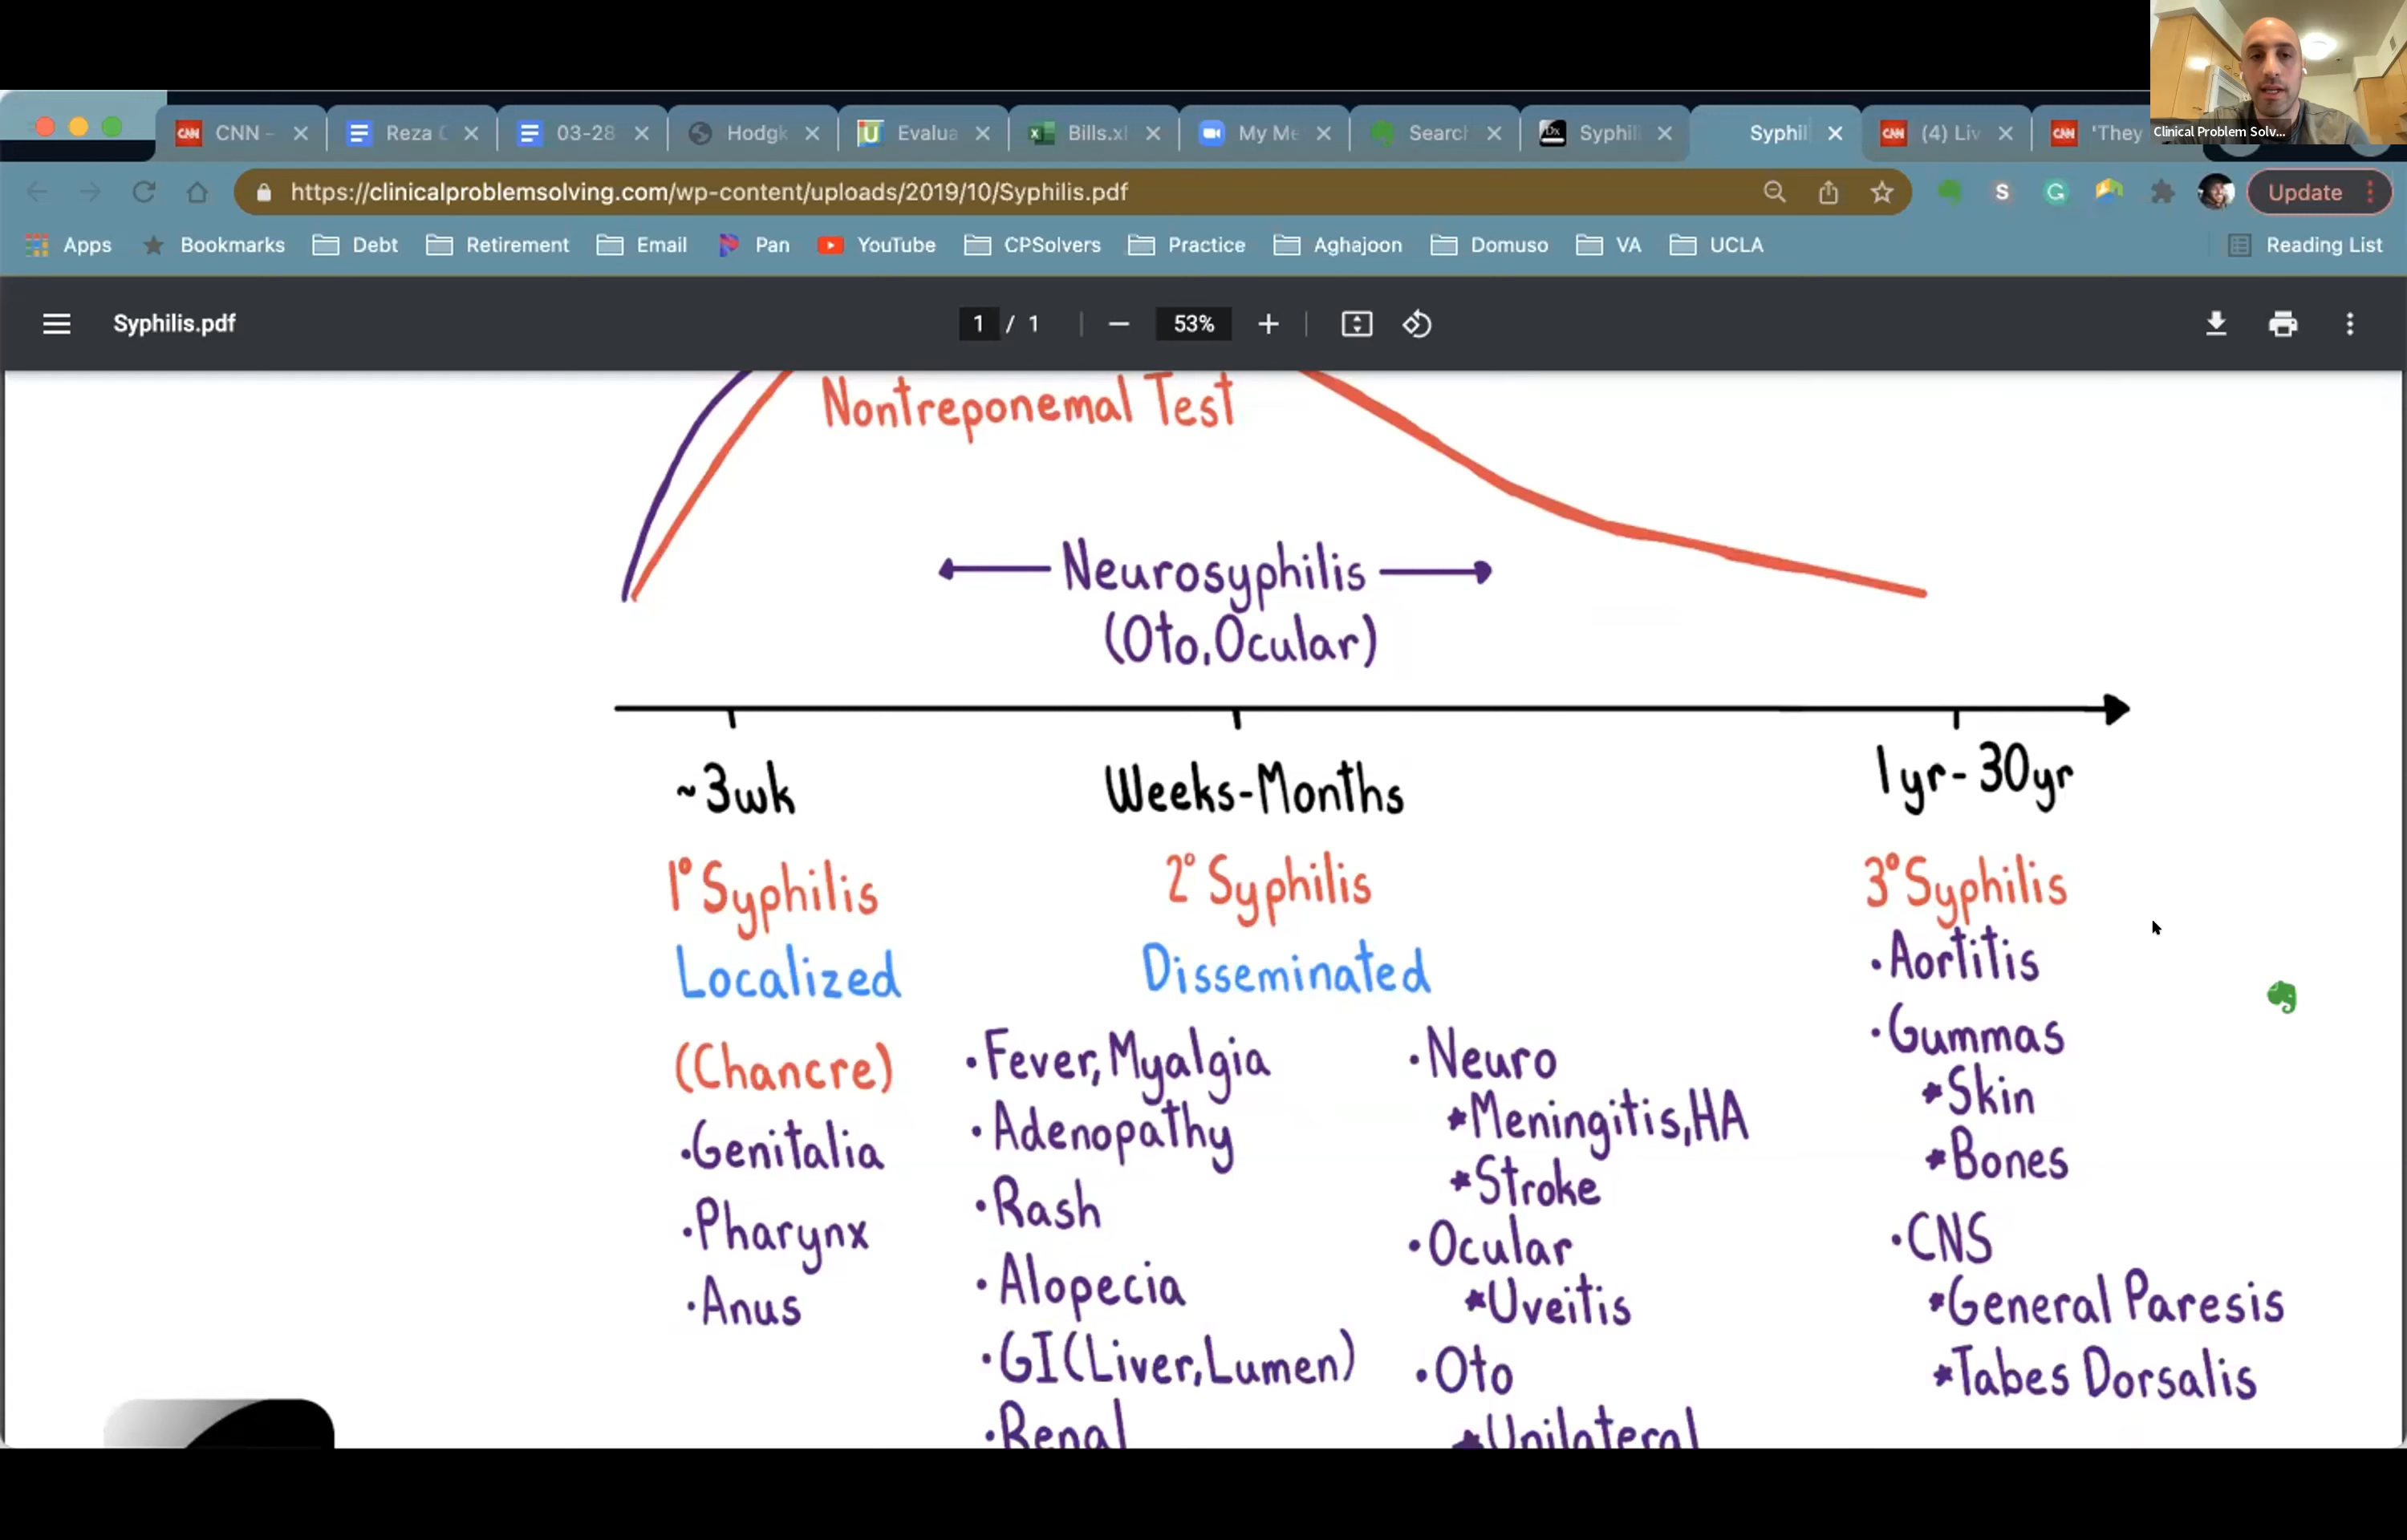 Clinical Problem Solv...
CNN -
Reza C
03-28
Hodgk
Evalua
Bills.xl
My Me
Search
Syphili
Syphil
(4) Liv
'They
https://clinicalproblemsolving.com/wp-content/uploads/2019/10/Syphilis.pdf
Update
Apps
Bookmarks
Debt
Retirement
Email
Pan
YouTube
CPSolvers
Practice
Aghajoon
Domuso
VA
UCLA
Reading List
Syphilis.pdf
1 / 1
53%
Nontreponemal Test
Neurosyphilis
(Oto,Ocular)
~3wk
Weeks-Months
1yr-30yr
1° Syphilis
Localized
(Chancre)
•Genitalia
•Pharynx
•Anus
2° Syphilis
Disseminated
•Fever,Myalgia
•Adenopathy
•Rash
•Alopecia
•GI(Liver,Lumen)
•Renal
•Neuro
*Meningitis,HA
*Stroke
•Ocular
*Uveitis
•Oto
*Unilateral
3° Syphilis
•Aortitis
•Gummas
*Skin
*Bones
•CNS
*General Paresis
*Tabes Dorsalis